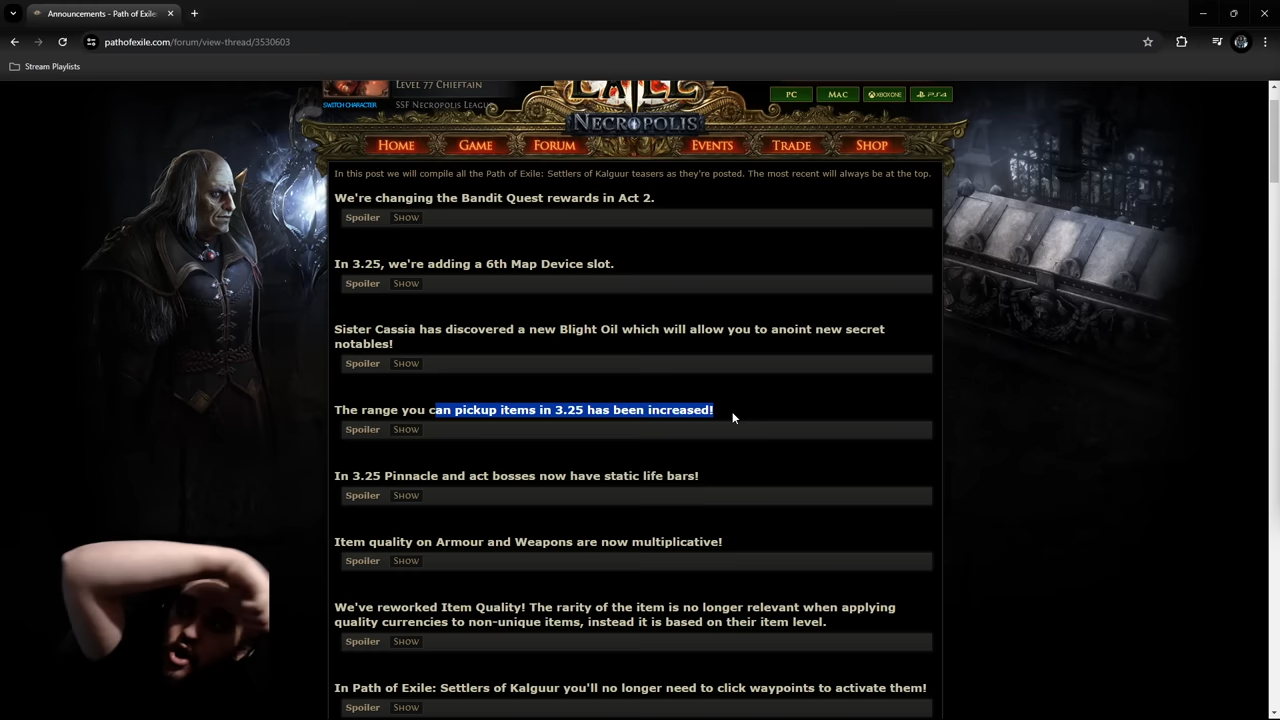 Announcements - Path of Exile
pathofexile.com/forum/view-thread/3530603
Stream Playlists
LEVEL 77 CHIEFTAIN
SWITCH CHARACTER
SSF NECROPOLIS LEAGUE
EXILE
NECROPOLIS
PC
MAC
XBOX ONE
PS4
HOME
GAME
FORUM
EVENTS
TRADE
SHOP
In this post we will compile all the Path of Exile: Settlers of Kalguur teasers as they're posted. The most recent will always be at the top.
We're changing the Bandit Quest rewards in Act 2.
Spoiler SHOW
In 3.25, we're adding a 6th Map Device slot.
Spoiler SHOW
Sister Cassia has discovered a new Blight Oil which will allow you to anoint new secret
notables!
Spoiler SHOW
The range you can pickup items in 3.25 has been increased!
Spoiler SHOW
In 3.25 Pinnacle and act bosses now have static life bars!
Spoiler SHOW
Item quality on Armour and Weapons are now multiplicative!
Spoiler SHOW
We've reworked Item Quality! The rarity of the item is no longer relevant when applying
quality currencies to non-unique items, instead it is based on their item level.
Spoiler SHOW
In Path of Exile: Settlers of Kalguur you'll no longer need to click waypoints to activate them!
Spoiler SHOW